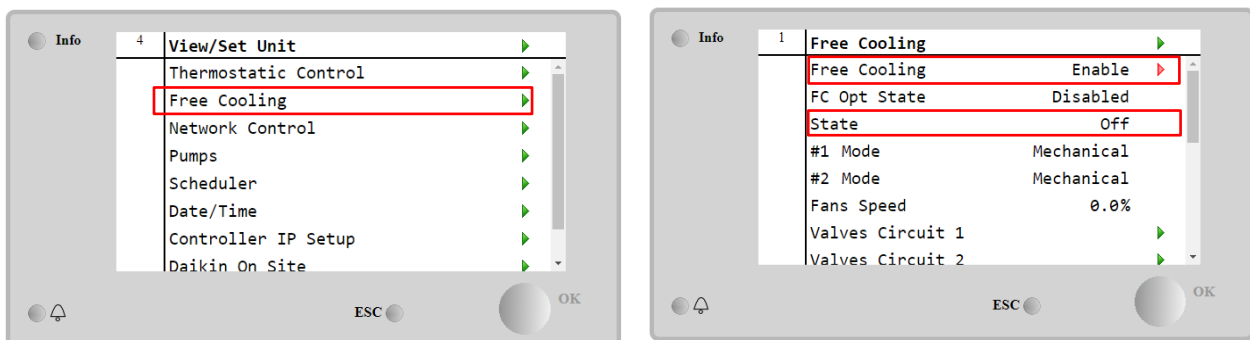 Info
4 View/Set Unit
Thermostatic Control
Free Cooling
Network Control
Pumps
Scheduler
Date/Time
Controller IP Setup
Daikin On Site
ESC
OK
Info
1 Free Cooling
Free Cooling Enable
FC Opt State Disabled
State Off
#1 Mode Mechanical
#2 Mode Mechanical
Fans Speed 0.0%
Valves Circuit 1
Valves Circuit 2
ESC
OK